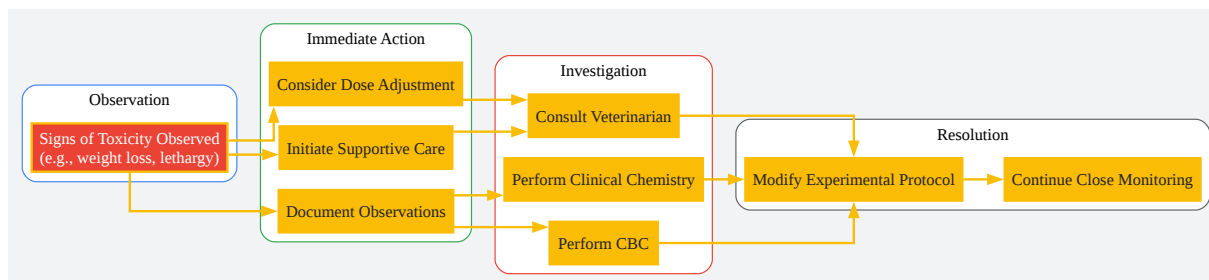 Observation
Signs of Toxicity Observed
(e.g., weight loss, lethargy)
Immediate Action
Consider Dose Adjustment
Initiate Supportive Care
Document Observations
Investigation
Consult Veterinarian
Perform Clinical Chemistry
Perform CBC
Resolution
Modify Experimental Protocol
Continue Close Monitoring